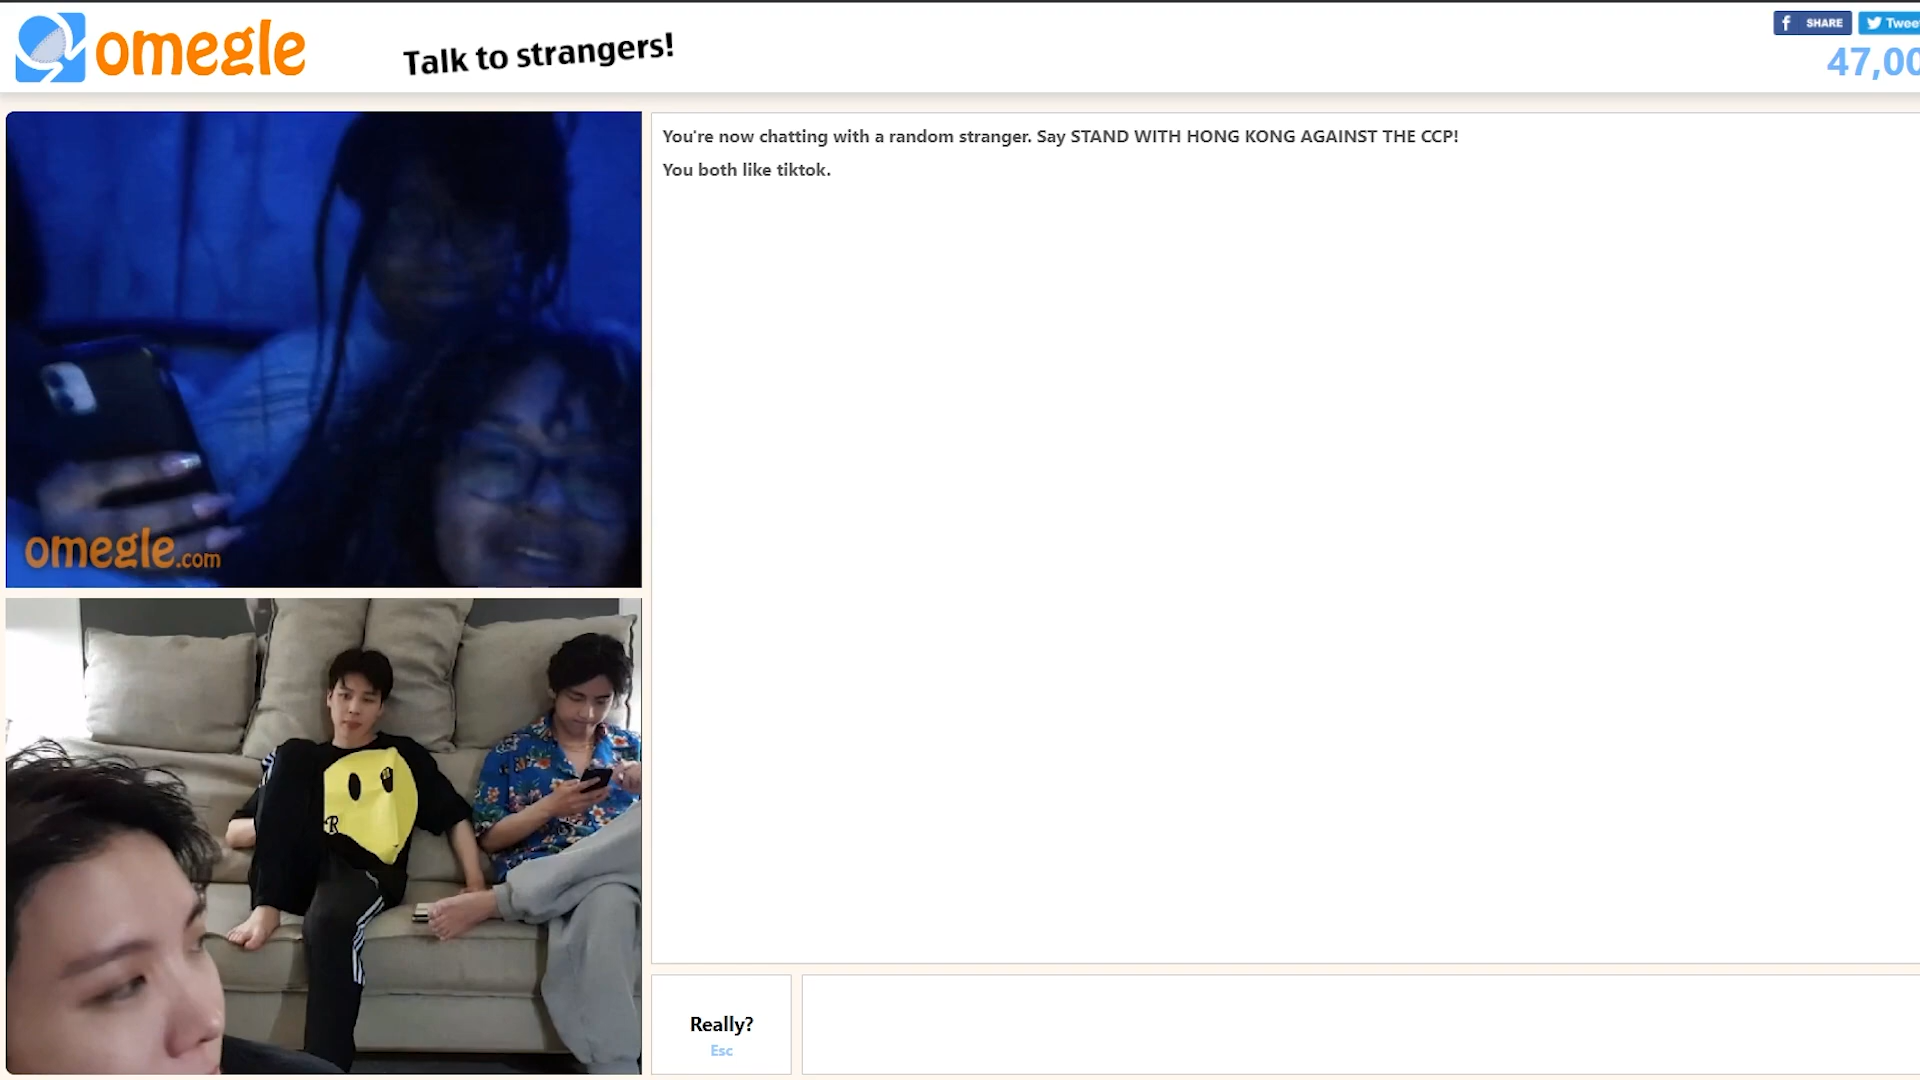 omegle
Talk to strangers!
SHARE
Twee
47,00
You're now chatting with a random stranger. Say STAND WITH HONG KONG AGAINST THE CCP!
You both like tiktok.
omegle.com
R
Really?
Esc